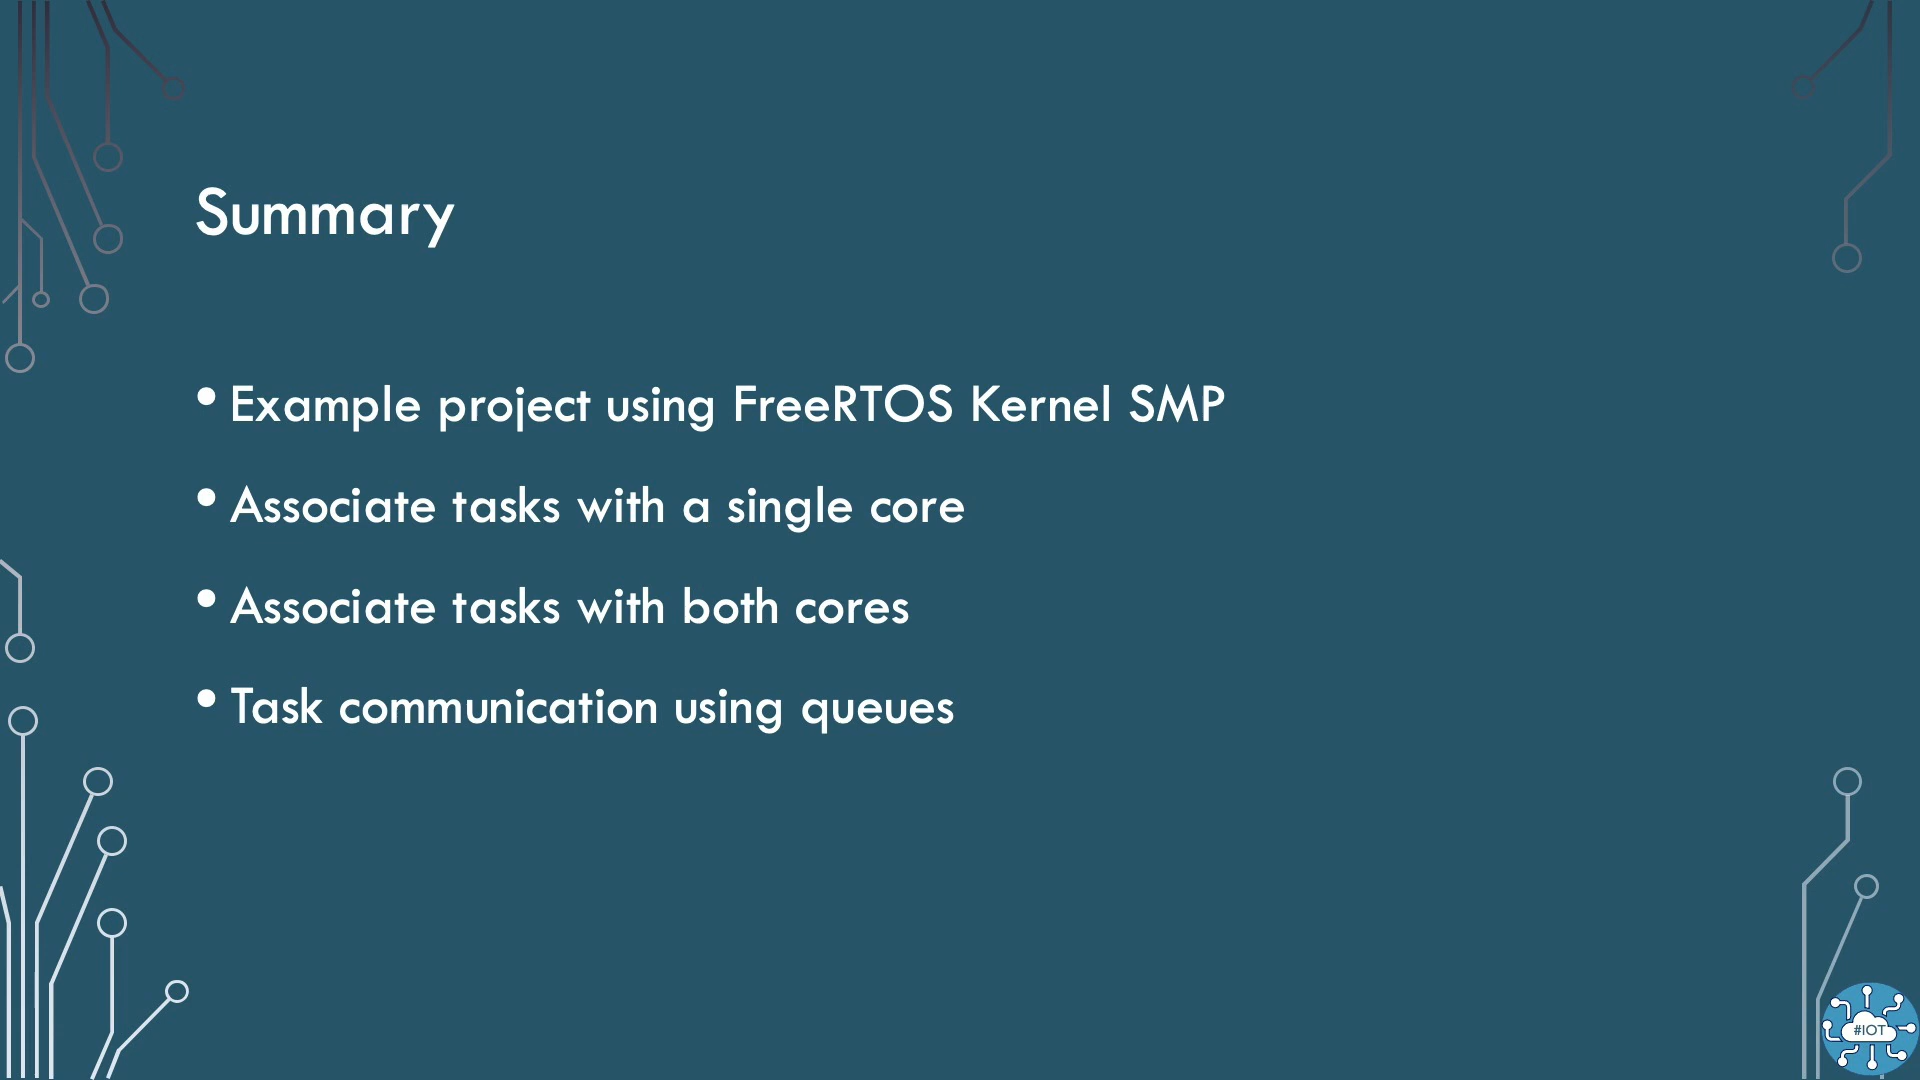 Summary
• Example project using FreeRTOS Kernel SMP
• Associate tasks with a single core
• Associate tasks with both cores
• Task communication using queues
#IOT